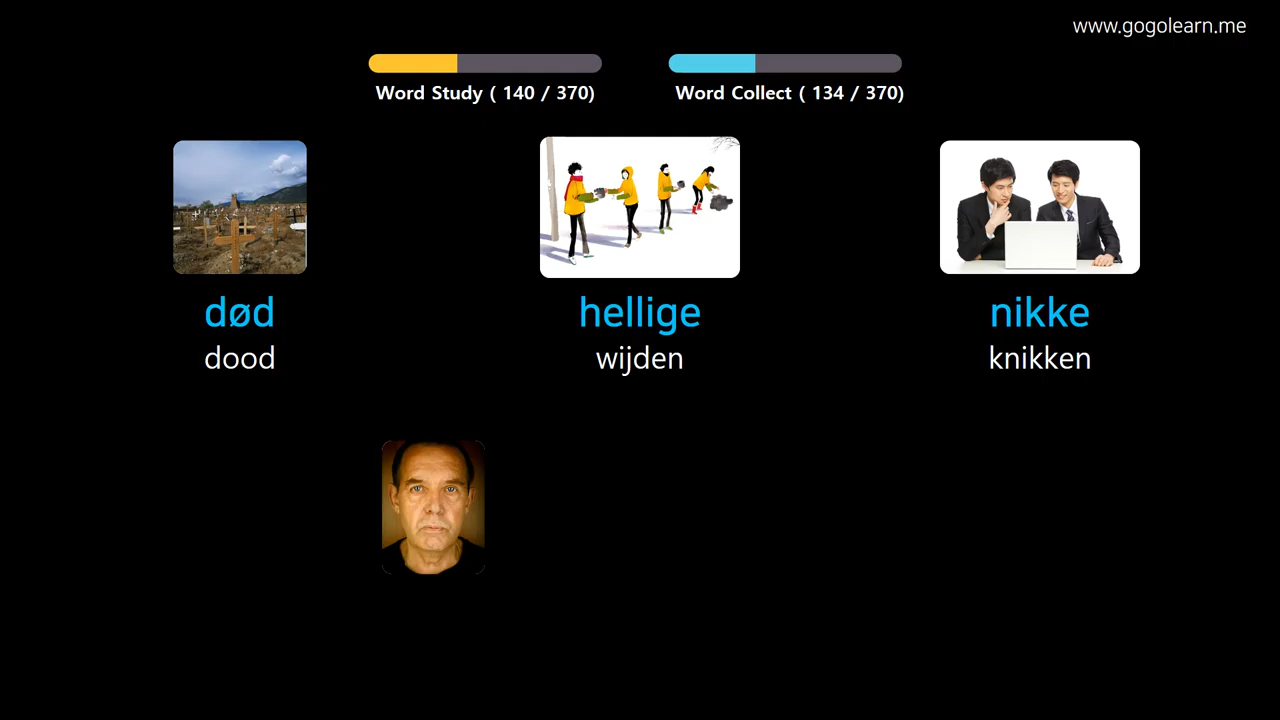 www.gogolearn.me
Word Study ( 140 / 370)
Word Collect ( 134 / 370)
død
hellige
nikke
dood
wijden
knikken